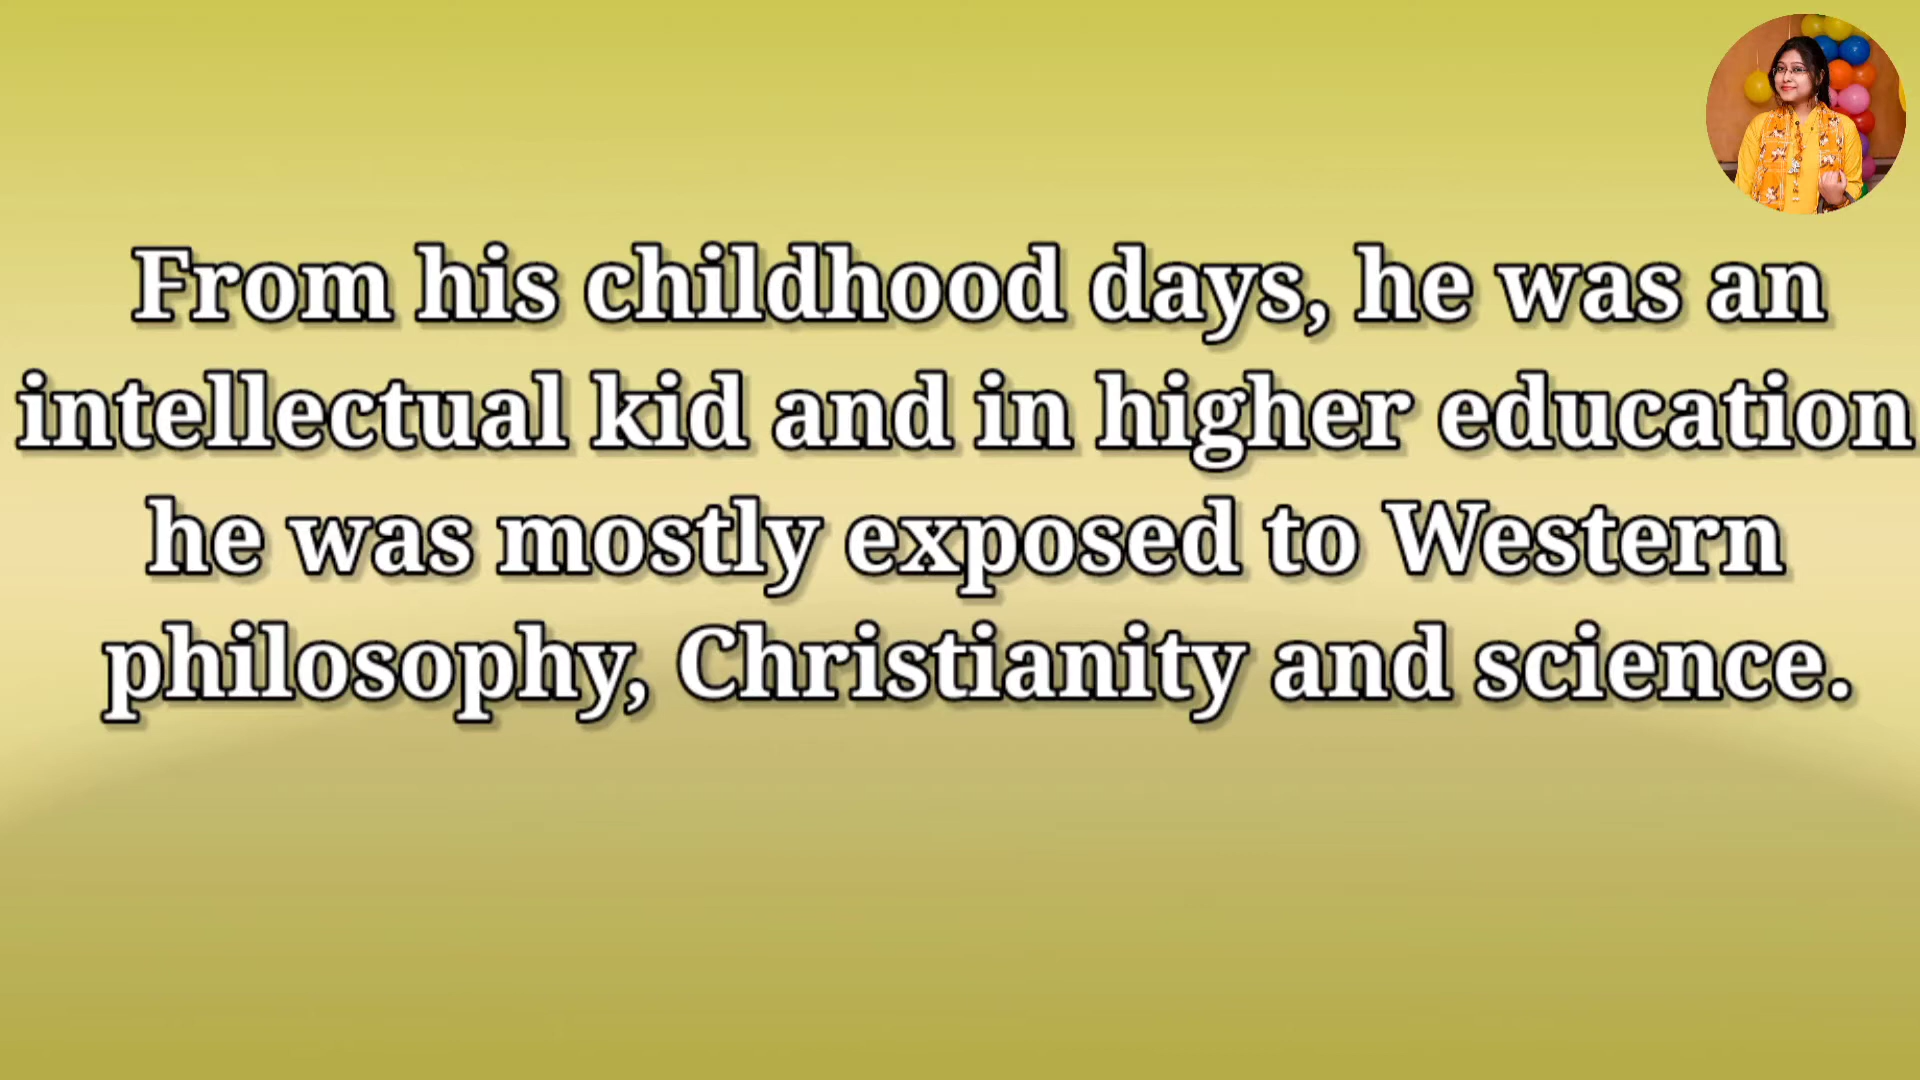 From his childhood days, he was an
intellectual kid and in higher education
he was mostly exposed to Western
philosophy, Christianity and science.